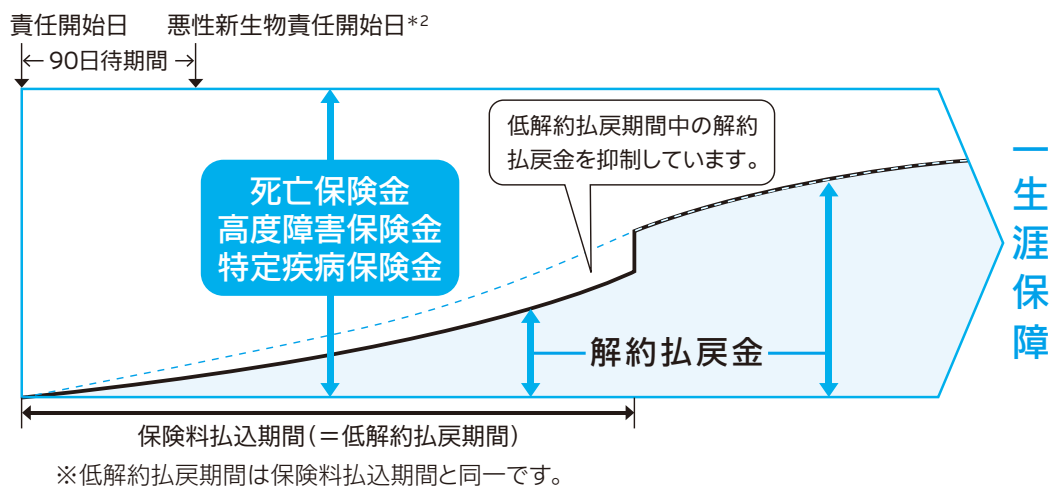 責任開始日 悪性新生物責任開始日*2
←90日待期間→
低解約払戻期間中の解約
払戻金を抑制しています。
死亡保険金
高度障害保険金
特定疾病保険金
一生涯保障
解約払戻金
保険料払込期間(=低解約払戻期間)
※低解約払戻期間は保険料払込期間と同一です。